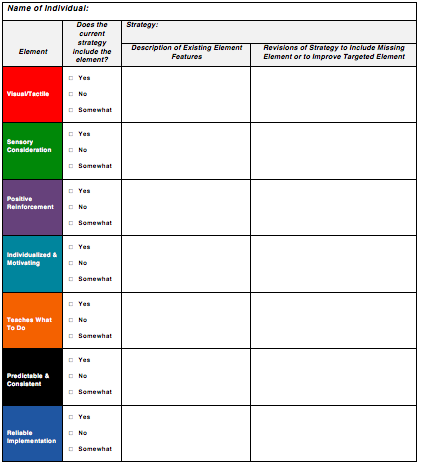 Name of Individual:
Element
Does the
current
strategy
include the
element?
Strategy:
Description of Existing Element
Features
Revisions of Strategy to Include Missing
Element or to Improve Targeted Element
Visual/Tactile
☐ Yes
☐ No
☐ Somewhat
Sensory
Consideration
☐ Yes
☐ No
☐ Somewhat
Positive
Reinforcement
☐ Yes
☐ No
☐ Somewhat
Individualized &
Motivating
☐ Yes
☐ No
☐ Somewhat
Teaches What
To Do
☐ Yes
☐ No
☐ Somewhat
Predictable &
Consistent
☐ Yes
☐ No
☐ Somewhat
Reliable
Implementation
☐ Yes
☐ No
☐ Somewhat